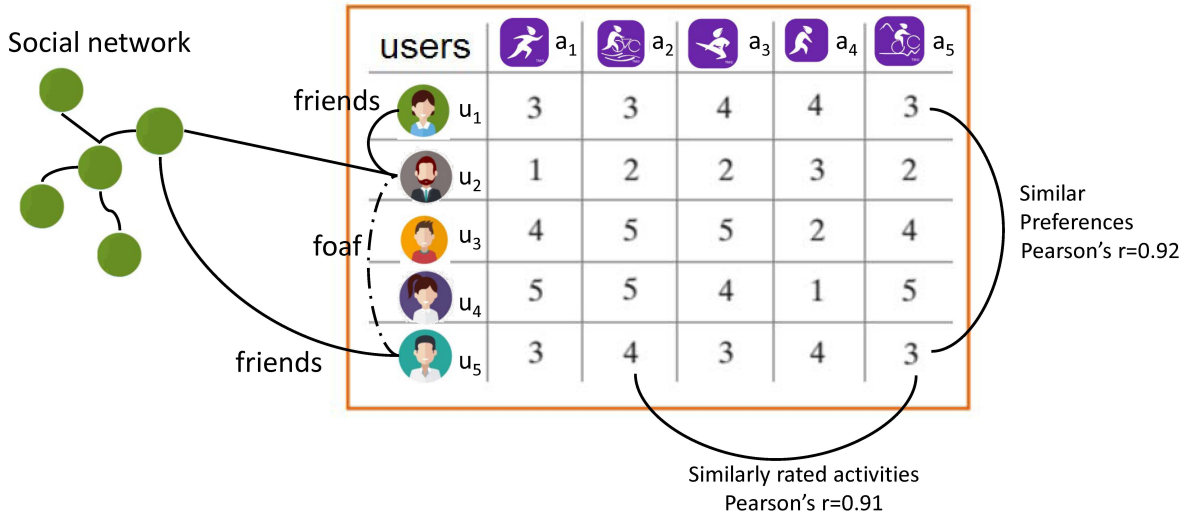 Social network
users a1 a2 a3 a4 a5
friends
u1 3 3 4 4 3
u2 1 2 2 3 2
foaf
u3 4 5 5 2 4
u4 5 5 4 1 5
friends
u5 3 4 3 4 3
Similar
Preferences
Pearson's r=0.92
Similarly rated activities
Pearson's r=0.91